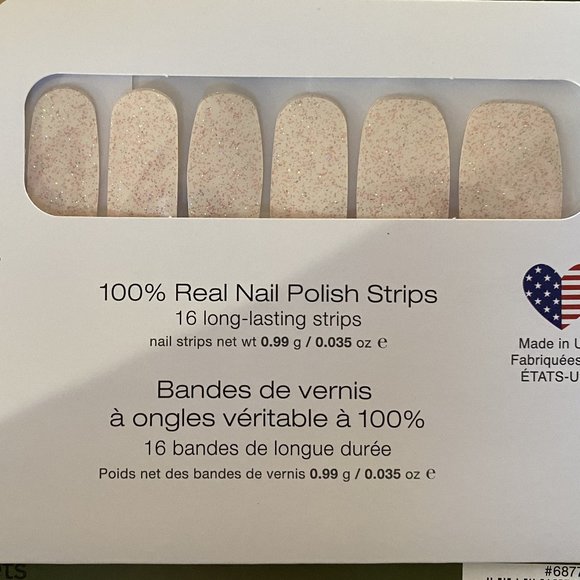 100% Real Nail Polish Strips
16 long-lasting strips
nail strips net wt 0.99 g / 0.035 oz ℮
Made in U
Fabriquées
ÉTATS-U
Bandes de vernis
à ongles véritable à 100%
16 bandes de longue durée
Poids net des bandes de vernis 0.99 g / 0.035 oz ℮
ets
#6877